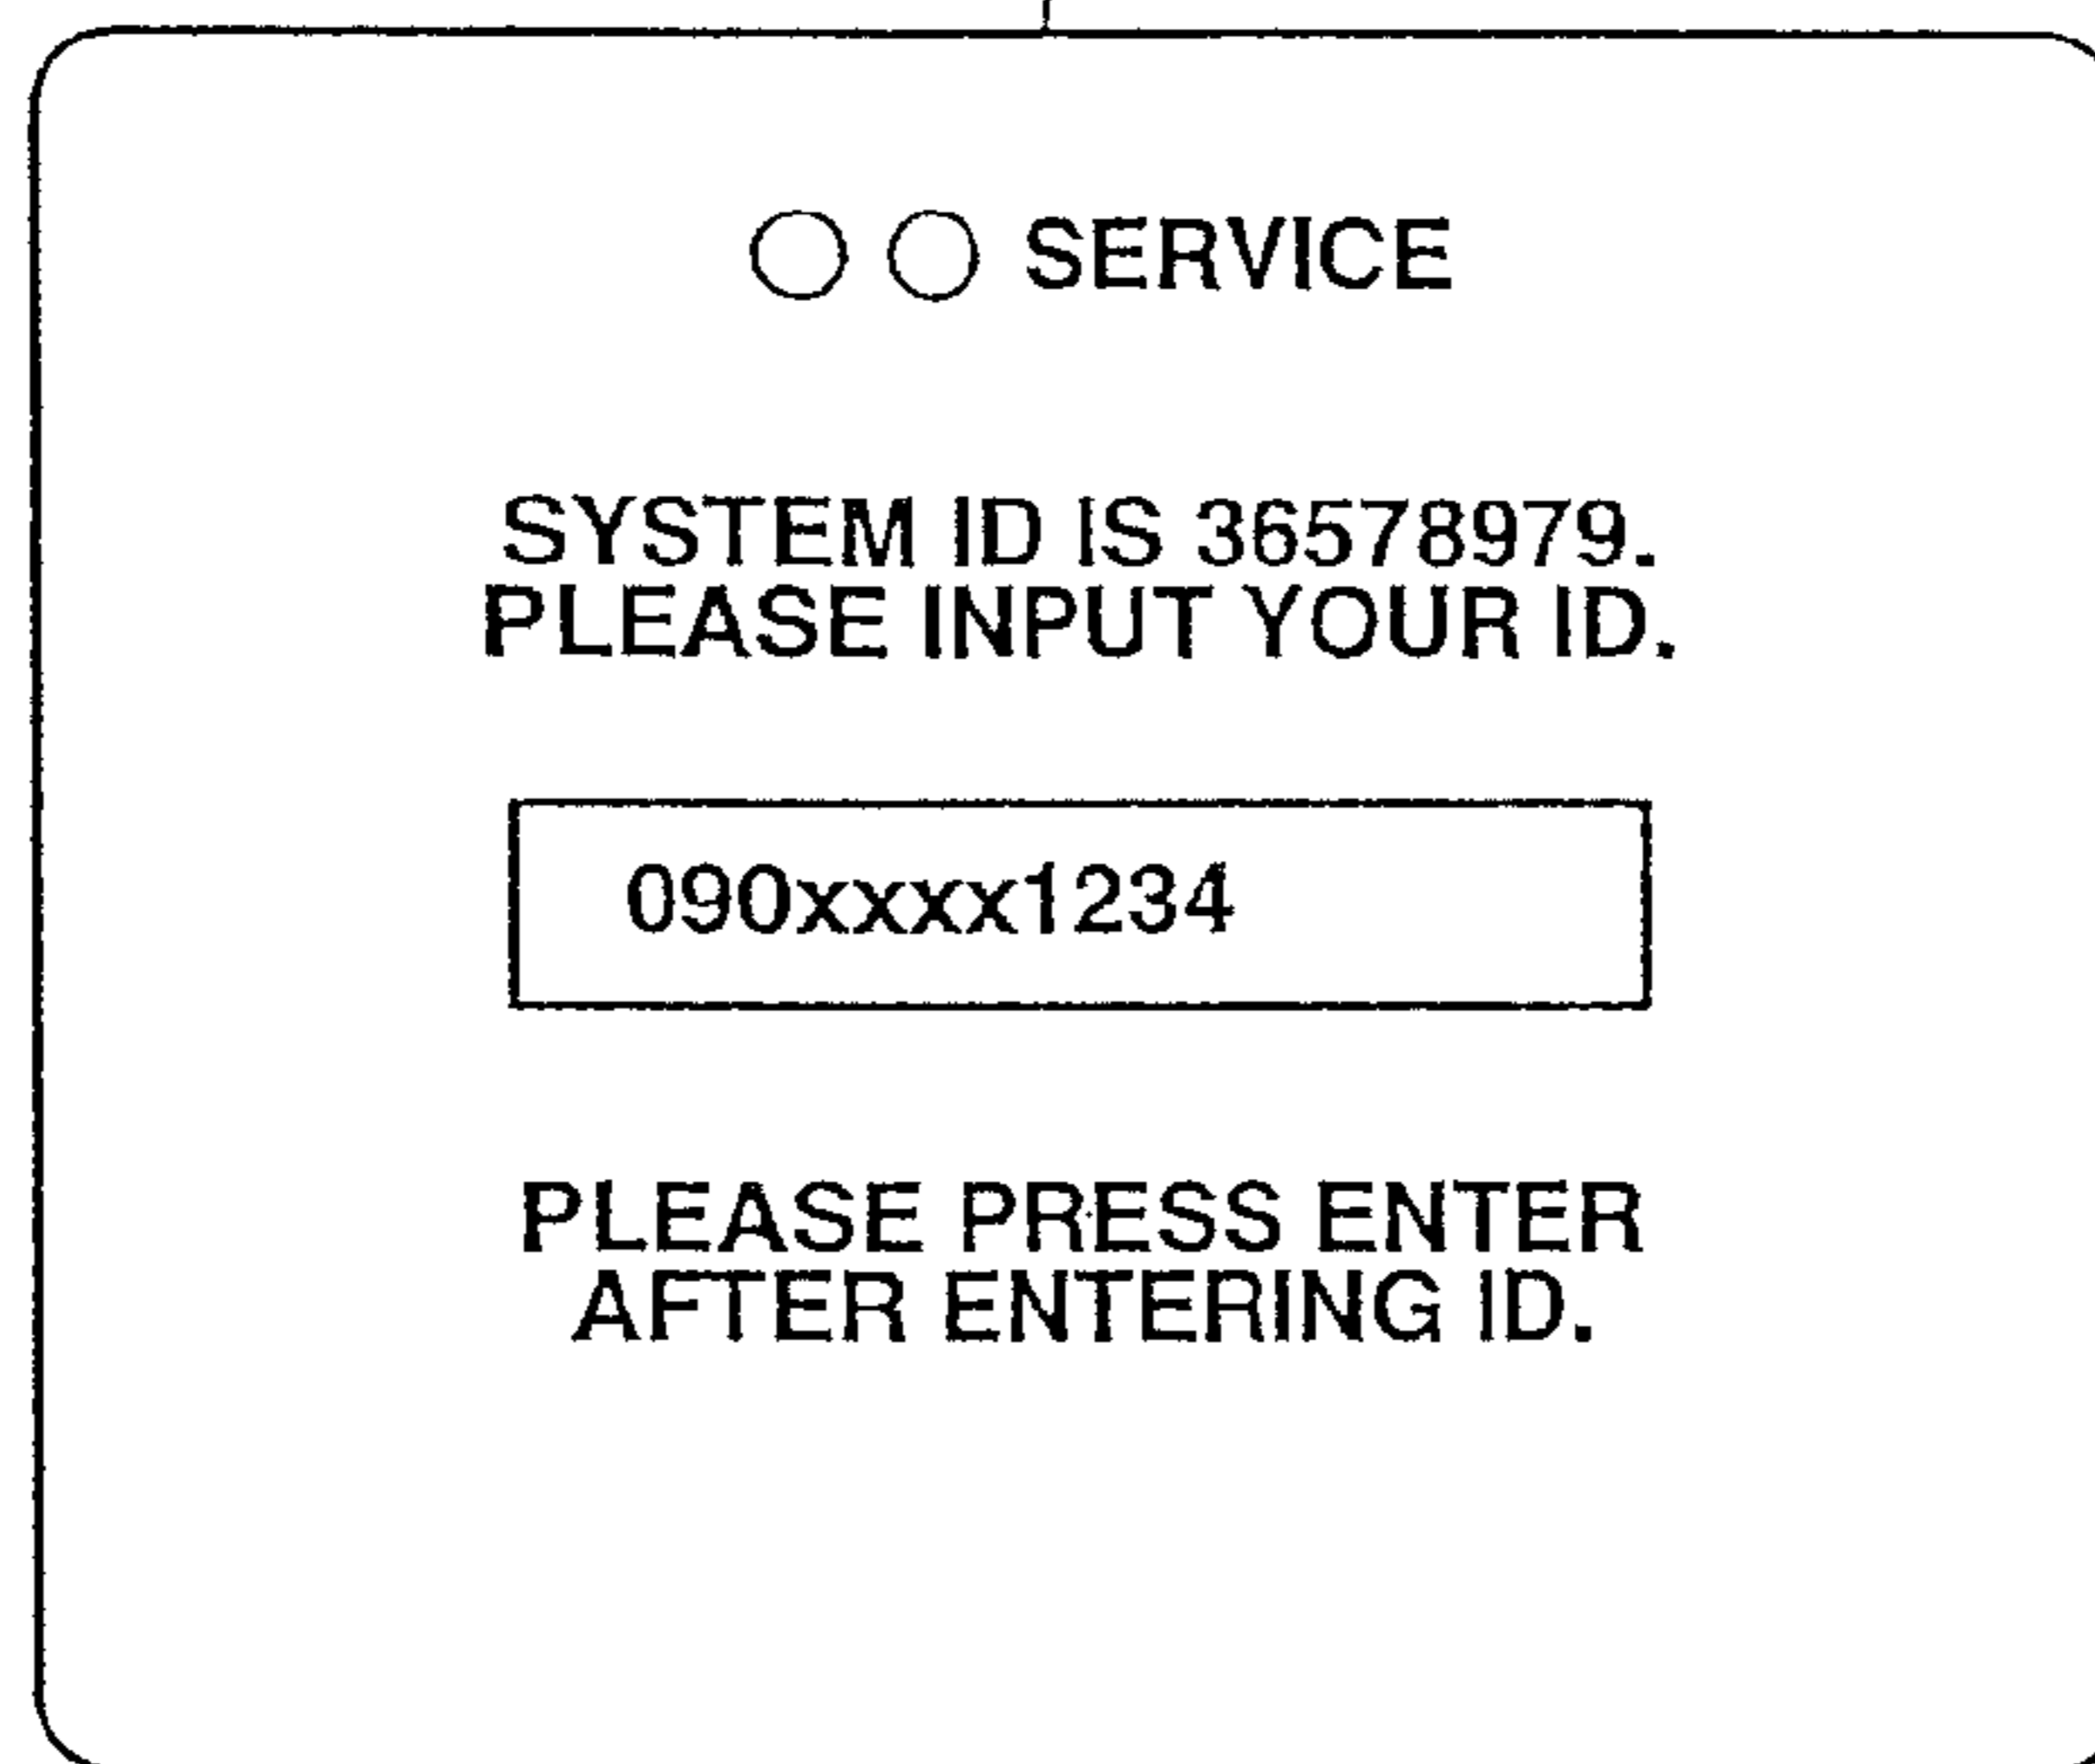 ○○ SERVICE
SYSTEM ID IS 36578979.
PLEASE INPUT YOUR ID.
090xxxx1234
PLEASE PRESS ENTER
AFTER ENTERING ID.